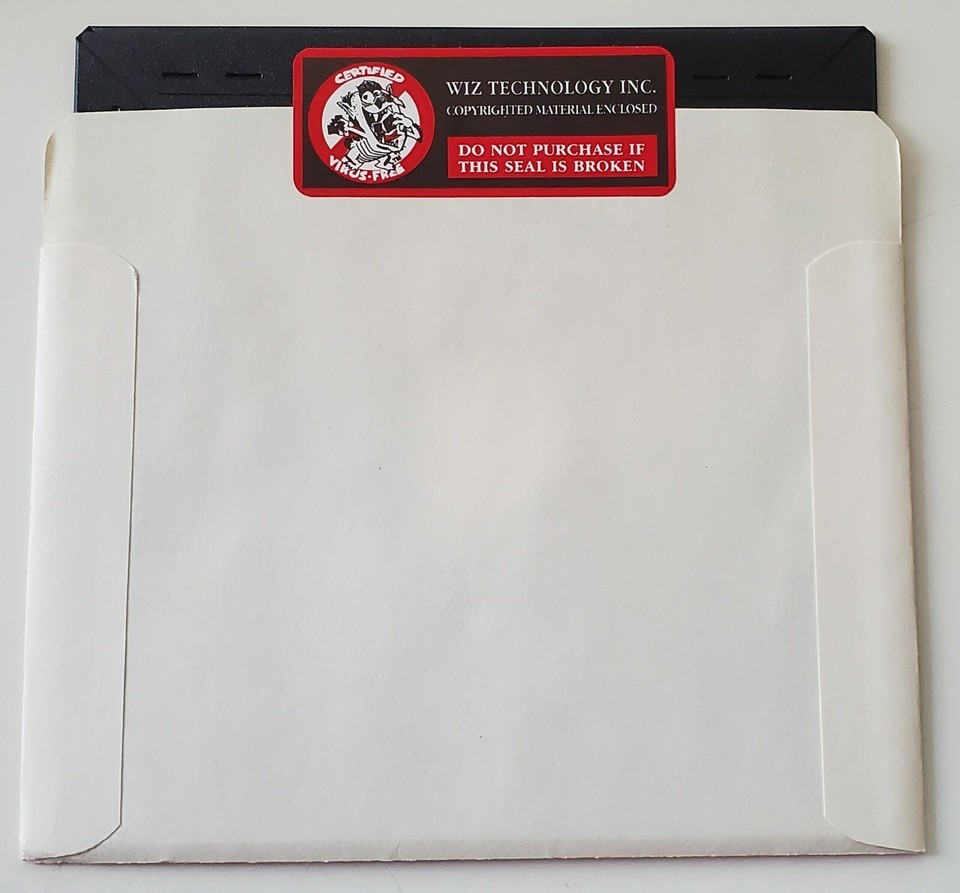 CERTIFIED
VIRUS-FREE
WIZ TECHNOLOGY INC.
COPYRIGHTED MATERIAL ENCLOSED
DO NOT PURCHASE IF
THIS SEAL IS BROKEN